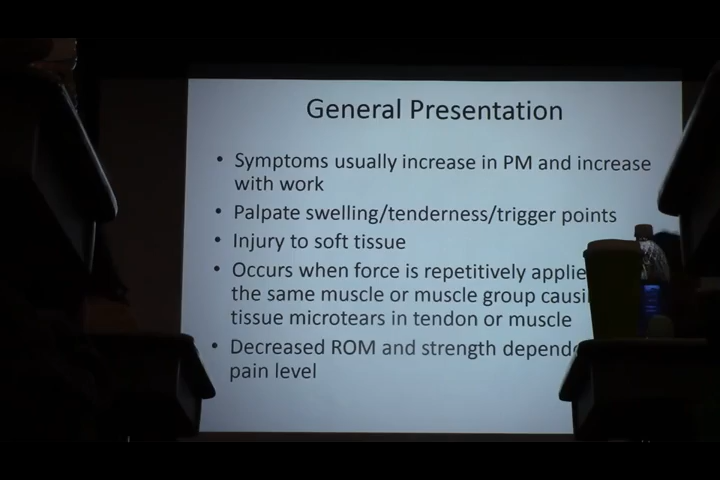 General Presentation
• Symptoms usually increase in PM and increase
with work
• Palpate swelling/tenderness/trigger points
• Injury to soft tissue
• Occurs when force is repetitively applie
the same muscle or muscle group causi
tissue microtears in tendon or muscle
• Decreased ROM and strength depend
pain level